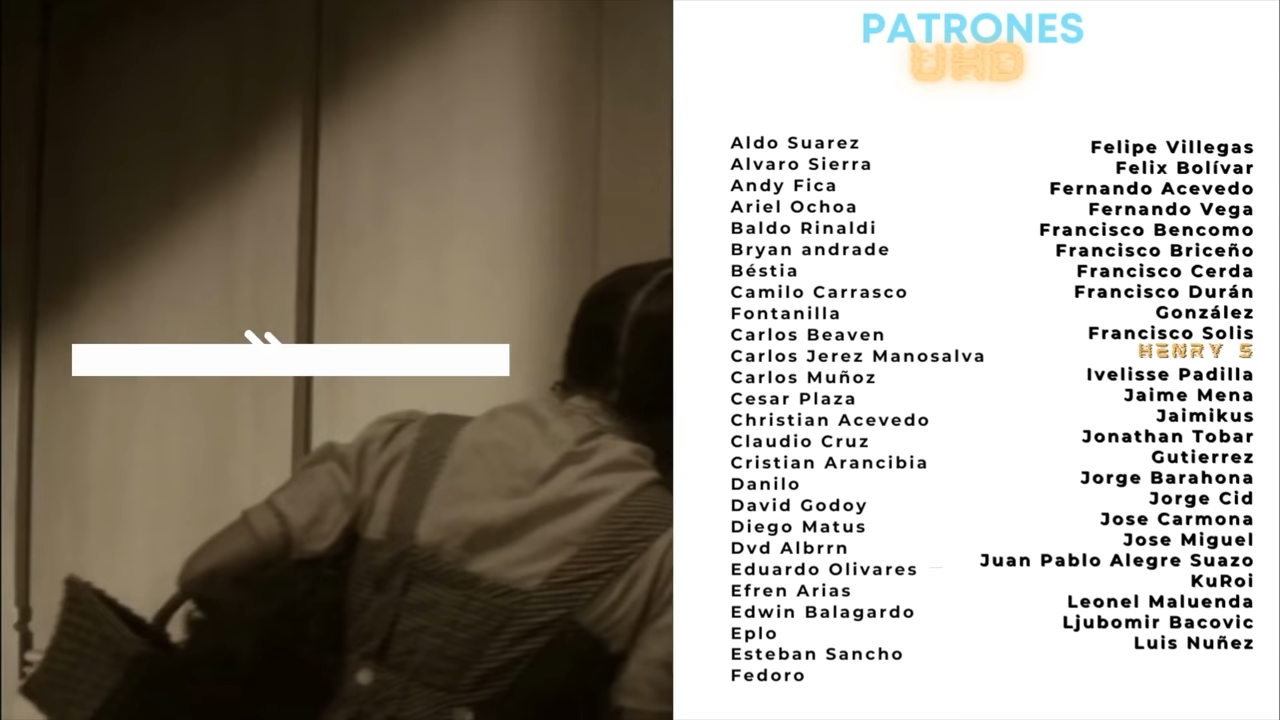 PATRONES
UHD
Aldo Suarez
Alvaro Sierra
Andy Fica
Ariel Ochoa
Baldo Rinaldi
Bryan andrade
Béstia
Camilo Carrasco
Fontanilla
Carlos Beaven
Carlos Jerez Manosalva
Carlos Muñoz
Cesar Plaza
Christian Acevedo
Claudio Cruz
Cristian Arancibia
Danilo
David Godoy
Diego Matus
Dvd Albrrn
Eduardo Olivares
Efren Arias
Edwin Balagardo
Eplo
Esteban Sancho
Fedoro
Felipe Villegas
Felix Bolívar
Fernando Acevedo
Fernando Vega
Francisco Bencomo
Francisco Briceño
Francisco Cerda
Francisco Durán
González
Francisco Solis
HENRY S
Ivelisse Padilla
Jaime Mena
Jaimikus
Jonathan Tobar
Gutierrez
Jorge Barahona
Jorge Cid
Jose Carmona
Jose Miguel
Juan Pablo Alegre Suazo
KuRoi
Leonel Maluenda
Ljubomir Bacovic
Luis Nuñez